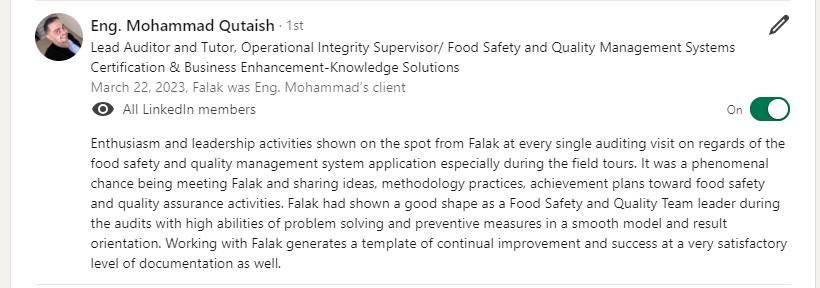 Eng. Mohammad Qutaish · 1st
Lead Auditor and Tutor, Operational Integrity Supervisor/ Food Safety and Quality Management Systems
Certification & Business Enhancement-Knowledge Solutions
March 22, 2023, Falak was Eng. Mohammad's client
All LinkedIn members
On
Enthusiasm and leadership activities shown on the spot from Falak at every single auditing visit on regards of the
food safety and quality management system application especially during the field tours. It was a phenomenal
chance being meeting Falak and sharing ideas, methodology practices, achievement plans toward food safety
and quality assurance activities. Falak had shown a good shape as a Food Safety and Quality Team leader during
the audits with high abilities of problem solving and preventive measures in a smooth model and result
orientation. Working with Falak generates a template of continual improvement and success at a very satisfactory
level of documentation as well.